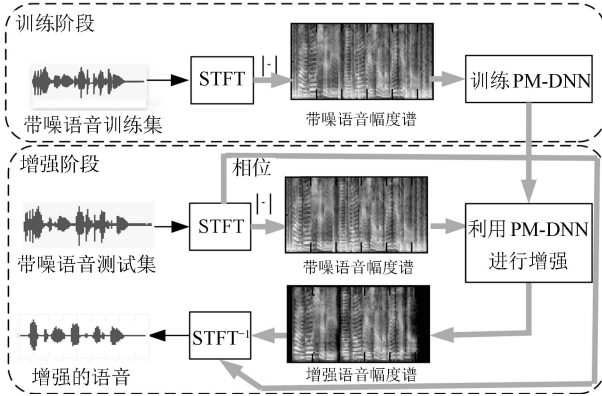 训练阶段
STFT
|·|
训练PM-DNN
带噪语音训练集
带噪语音幅度谱
增强阶段
相位
STFT
|·|
利用PM-DNN
进行增强
带噪语音测试集
带噪语音幅度谱
STFT⁻¹
增强的语音
增强语音幅度谱